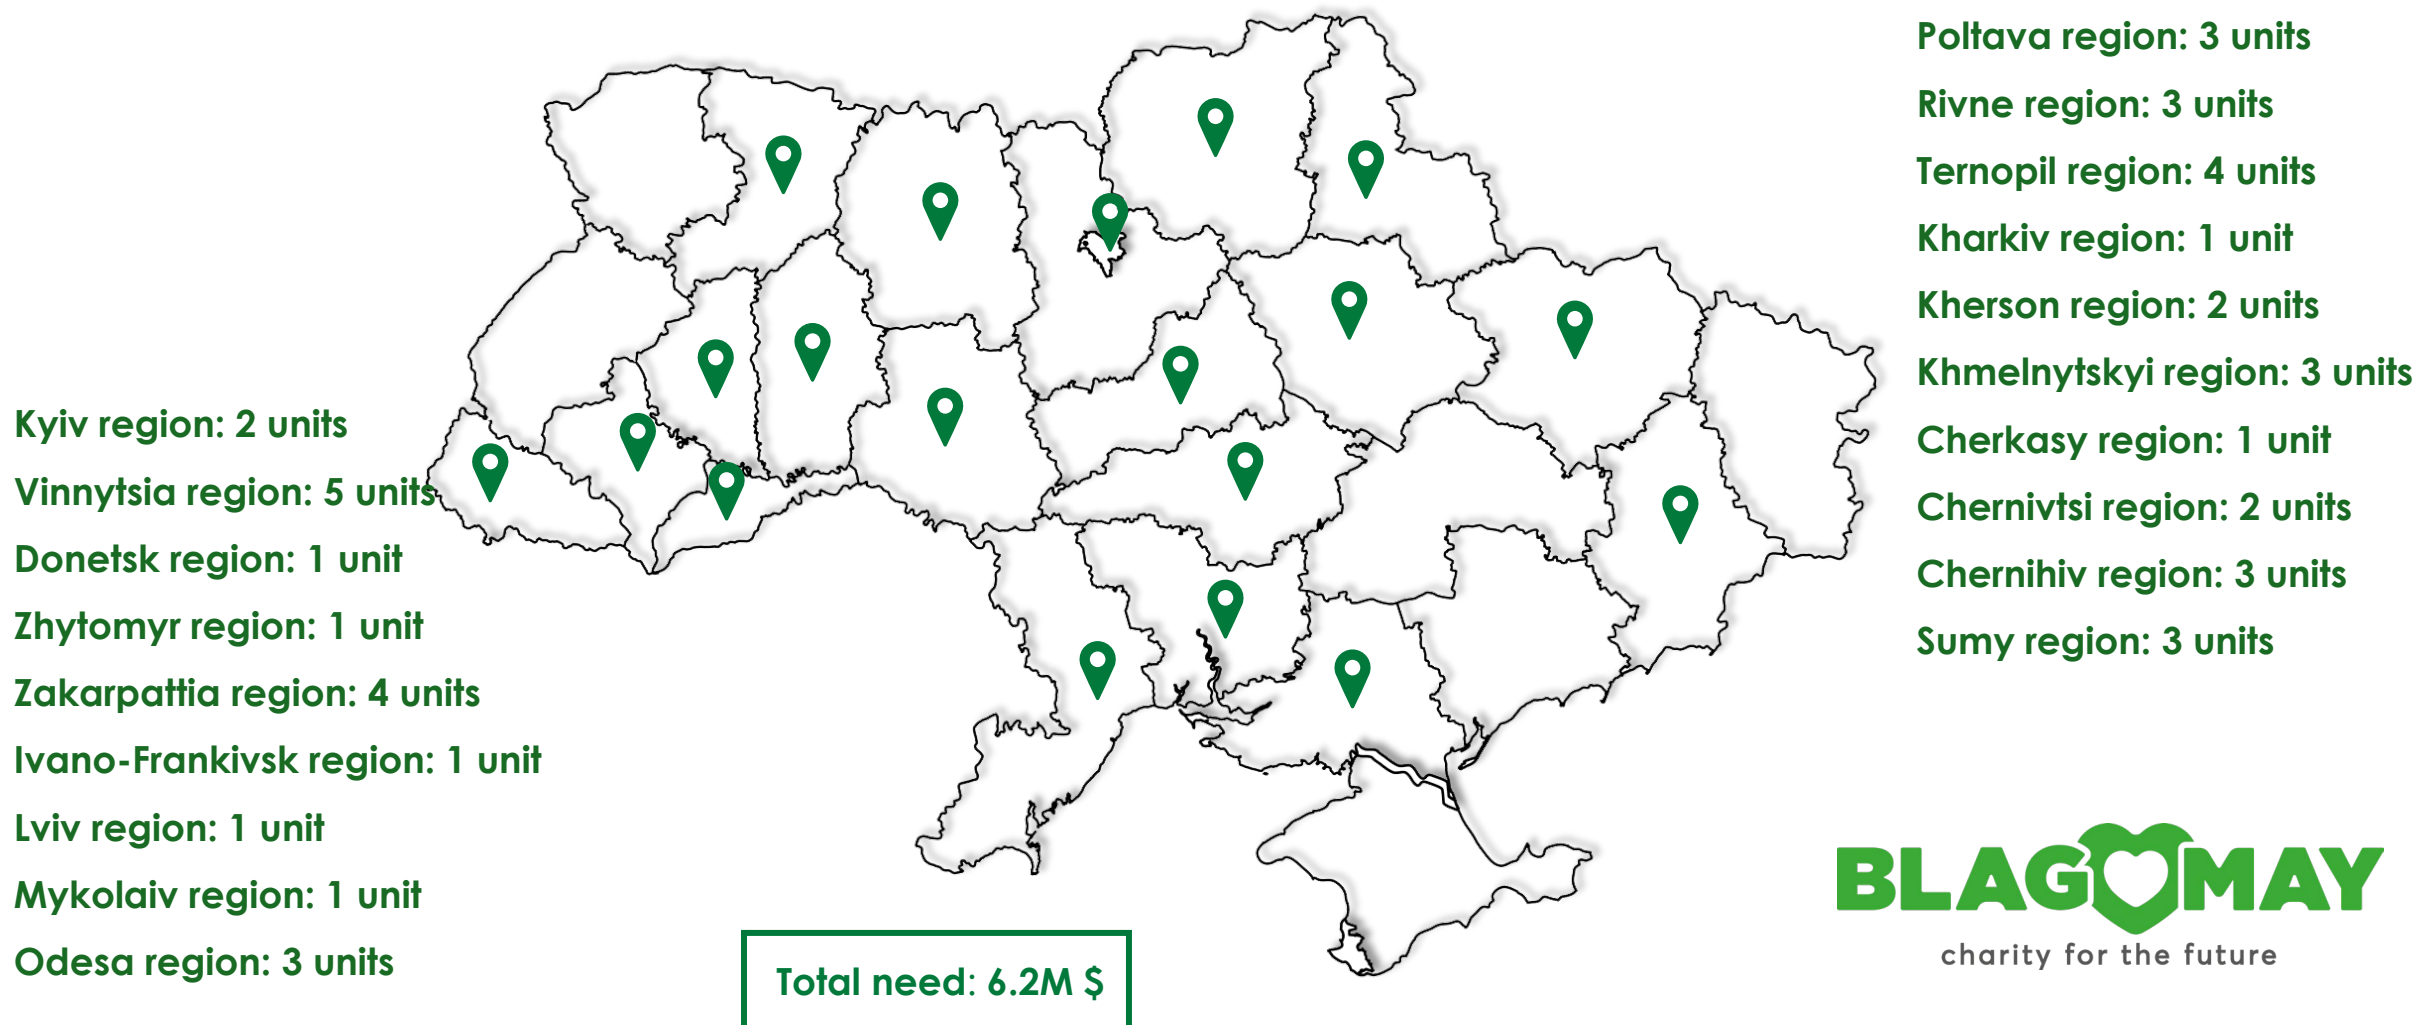 Kyiv region: 2 units
Vinnytsia region: 5 units
Donetsk region: 1 unit
Zhytomyr region: 1 unit
Zakarpattia region: 4 units
Ivano-Frankivsk region: 1 unit
Lviv region: 1 unit
Mykolaiv region: 1 unit
Odesa region: 3 units
Total need: 6.2M $
Poltava region: 3 units
Rivne region: 3 units
Ternopil region: 4 units
Kharkiv region: 1 unit
Kherson region: 2 units
Khmelnytskyi region: 3 units
Cherkasy region: 1 unit
Chernivtsi region: 2 units
Chernihiv region: 3 units
Sumy region: 3 units
BLAGOMAY
charity for the future